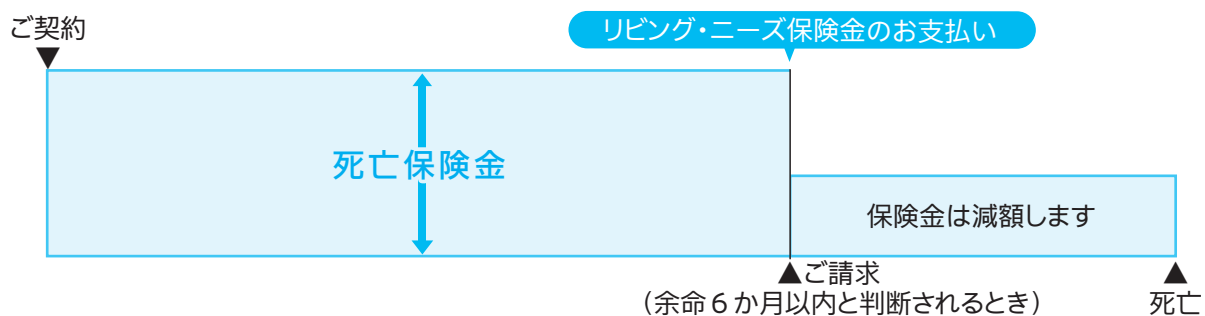 ご契約
▼
リビング・ニーズ保険金のお支払い
死亡保険金
保険金は減額します
▲ご請求
（余命6か月以内と判断されるとき）
▲
死亡